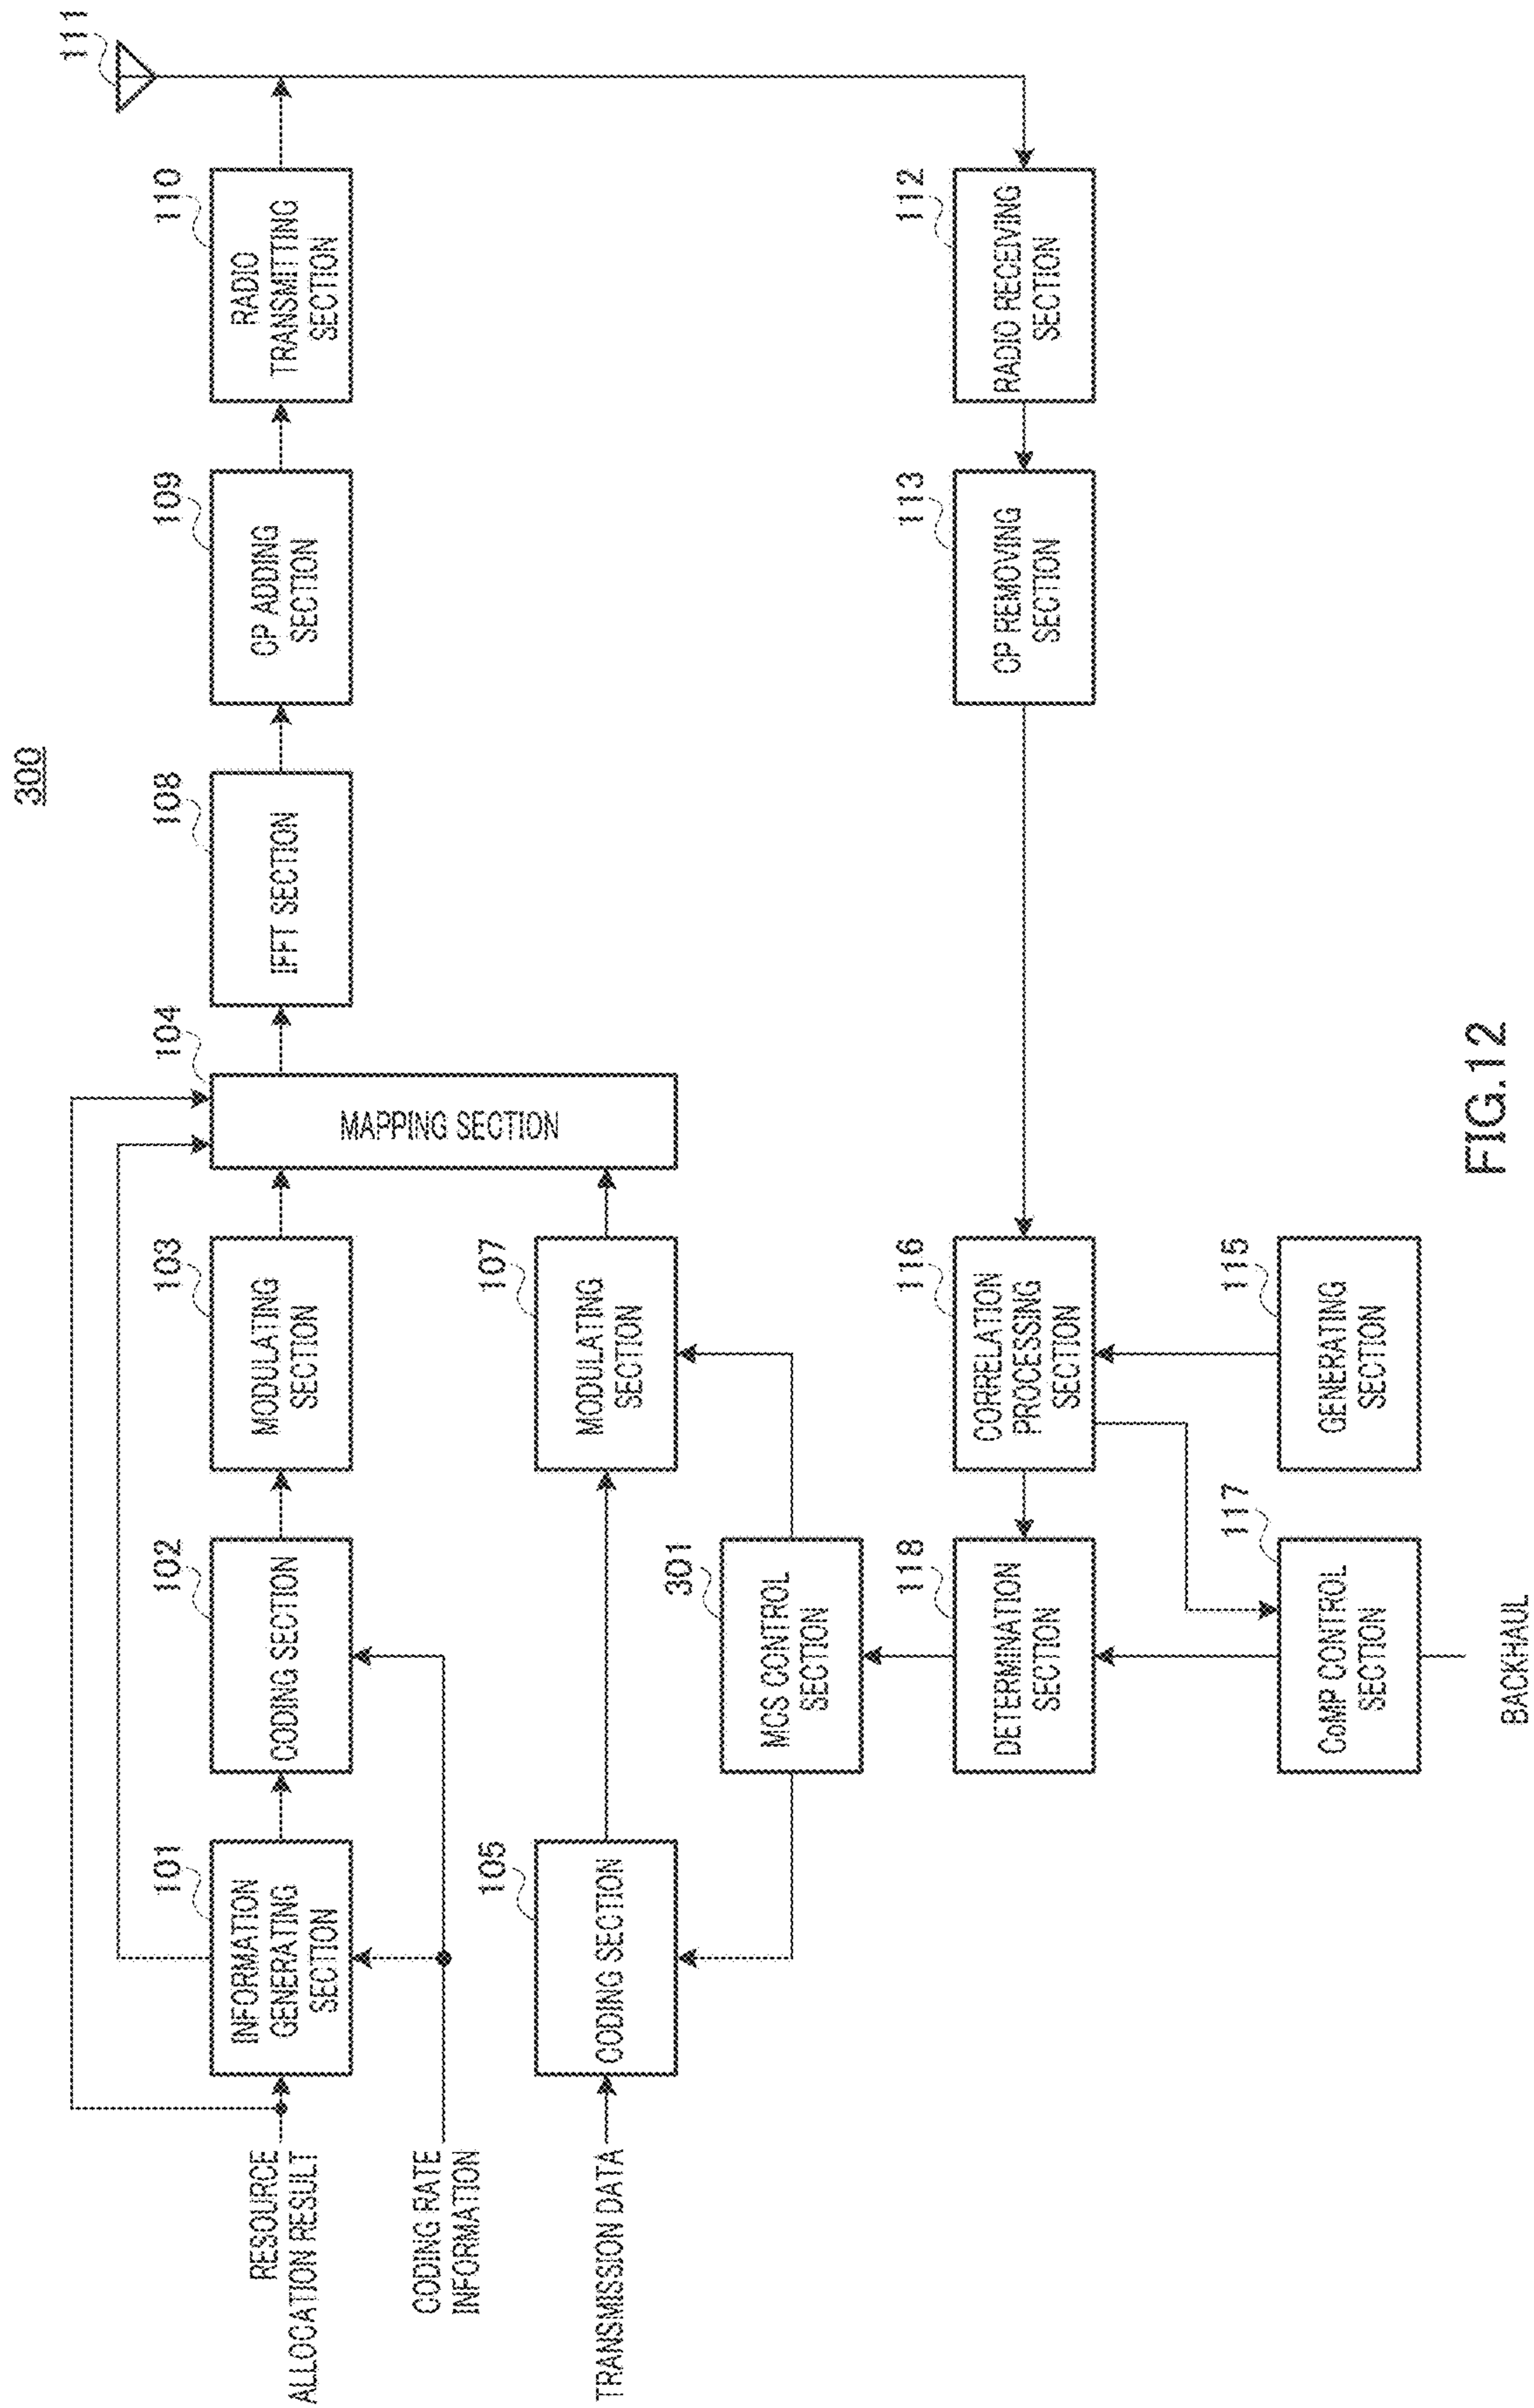 300
RESOURCE
ALLOCATION RESULT
CODING RATE
INFORMATION
TRANSMISSION DATA
101
INFORMATION
GENERATING
SECTION
102
CODING SECTION
103
MODULATING
SECTION
104
MAPPING SECTION
108
IFFT SECTION
109
CP ADDING
SECTION
110
RADIO
TRANSMITTING
SECTION
111
105
CODING SECTION
107
MODULATING
SECTION
301
MCS CONTROL
SECTION
118
DETERMINATION
SECTION
116
CORRELATION
PROCESSING
SECTION
113
CP REMOVING
SECTION
112
RADIO RECEIVING
SECTION
117
CoMP CONTROL
SECTION
115
GENERATING
SECTION
BACKHAUL
FIG.12